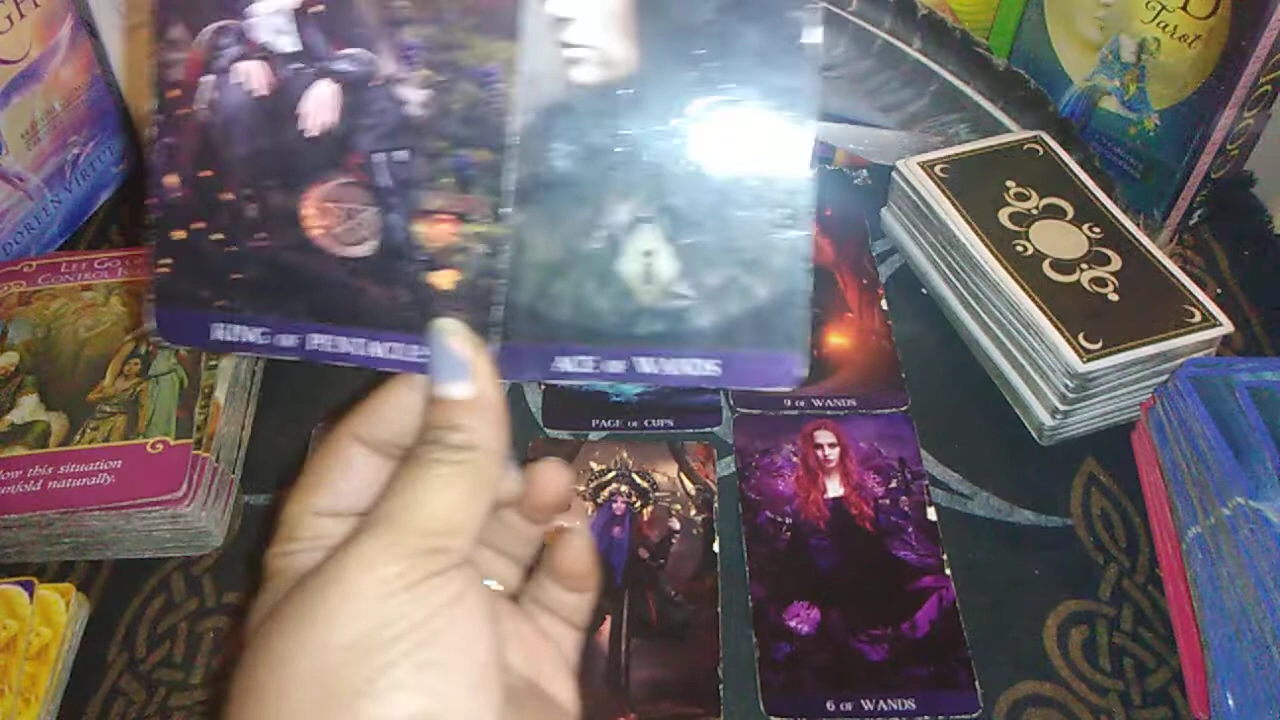 GH
DOREEN VIRTUE
Tarot
LET GO
CONTROL
low this situation
unfold naturally.
KING OF PENTACLES
ACE OF WANDS
9 OF WANDS
PAGE OF CUPS
6 OF WANDS